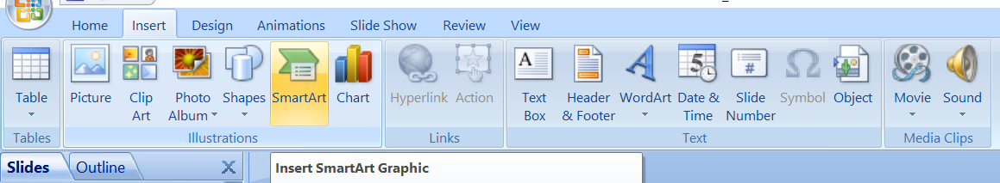 Home Insert Design Animations Slide Show Review View
Table
Picture
Clip
Art
Photo
Album
Shapes
SmartArt
Chart
Hyperlink
Action
A
Text
Box
Header
& Footer
A
WordArt
5
Date &
Time
#
Slide
Number
Ω
Symbol
Object
Movie
Sound
Tables Illustrations Links Text Media Clips
Slides Outline
Insert SmartArt Graphic